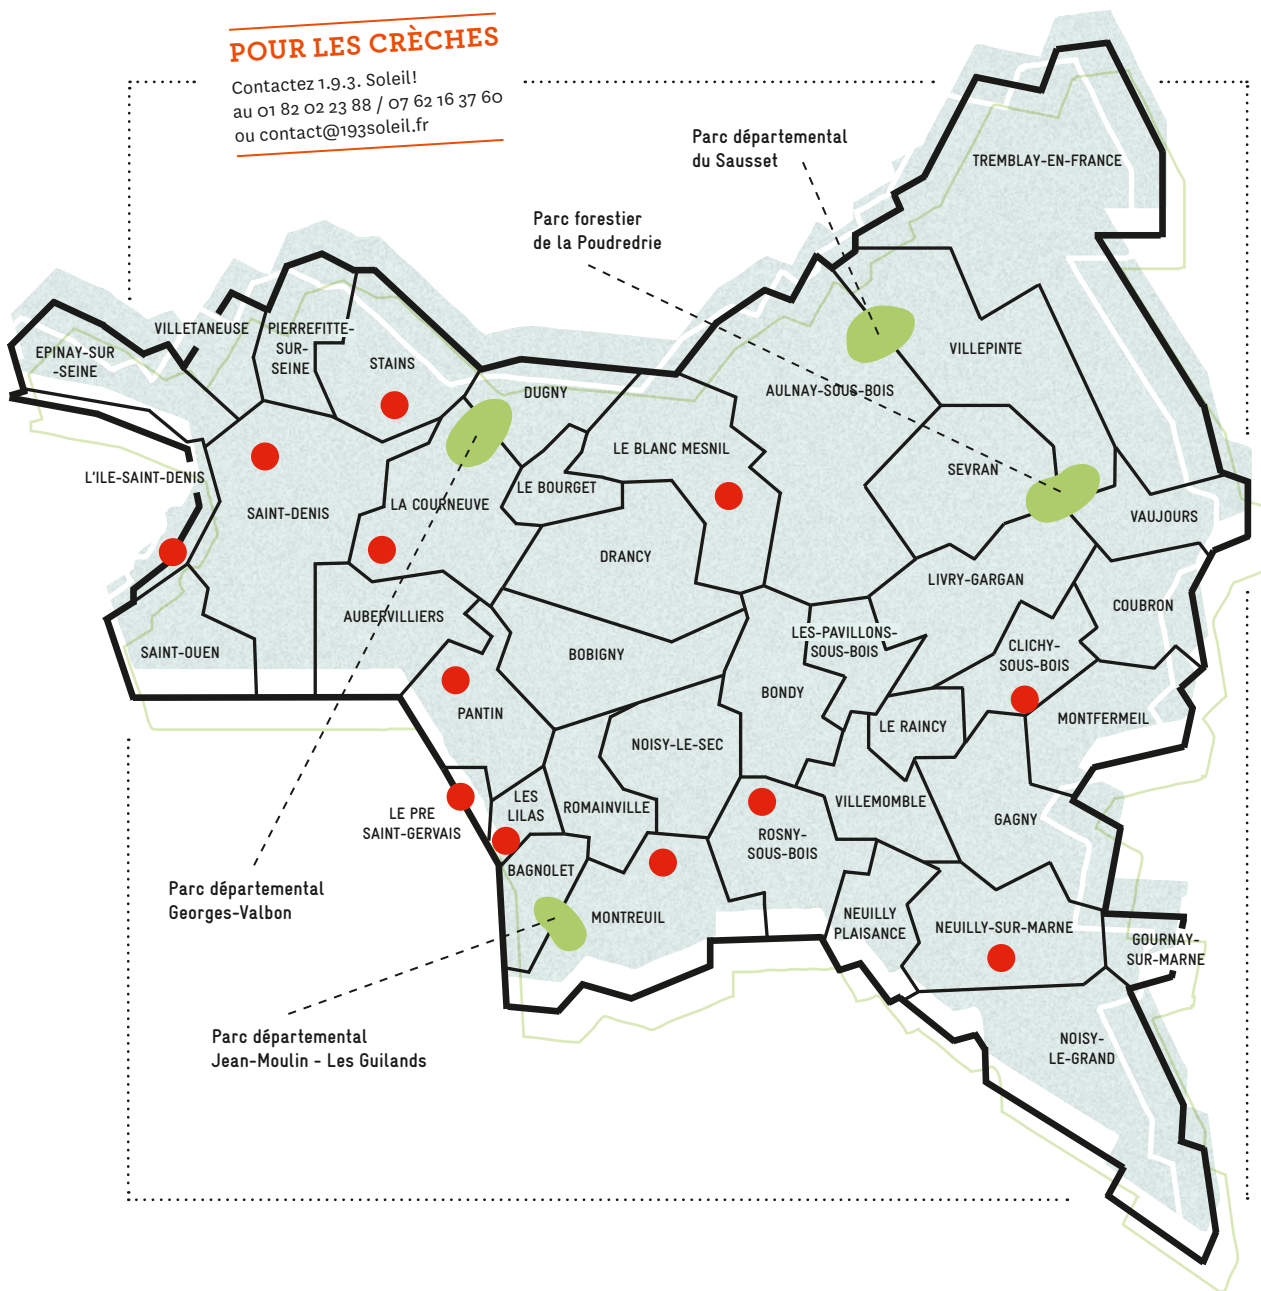 POUR LES CRÈCHES
Contactez 1.9.3. Soleil!
au 01 82 02 23 88 / 07 62 16 37 60
ou contact@193soleil.fr
Parc départemental
du Sausset
TREMBLAY-EN-FRANCE
Parc forestier
de la Poudredrie
VILLETANEUSE
PIERREFITTE-
SUR-
SEINE
EPINAY-SUR
-SEINE
STAINS
VILLEPINTE
DUGNY
AULNAY-SOUS-BOIS
LE BLANC MESNIL
L'ILE-SAINT-DENIS
SEVRAN
LE BOURGET
LA COURNEUVE
SAINT-DENIS
VAUJOURS
DRANCY
LIVRY-GARGAN
COUBRON
AUBERVILLIERS
LES-PAVILLONS-
SOUS-BOIS
CLICHY-
SOUS-BOIS
SAINT-OUEN
BOBIGNY
BONDY
PANTIN
MONTFERMEIL
LE RAINCY
NOISY-LE-SEC
LES
LILAS
ROMAINVILLE
VILLEMOMBLE
LE PRE
SAINT-GERVAIS
GAGNY
ROSNY-
SOUS-BOIS
BAGNOLET
Parc départemental
Georges-Valbon
MONTREUIL
NEUILLY
PLAISANCE
NEUILLY-SUR-MARNE
GOURNAY-
SUR-MARNE
Parc départemental
Jean-Moulin - Les Guilands
NOISY-
LE-GRAND